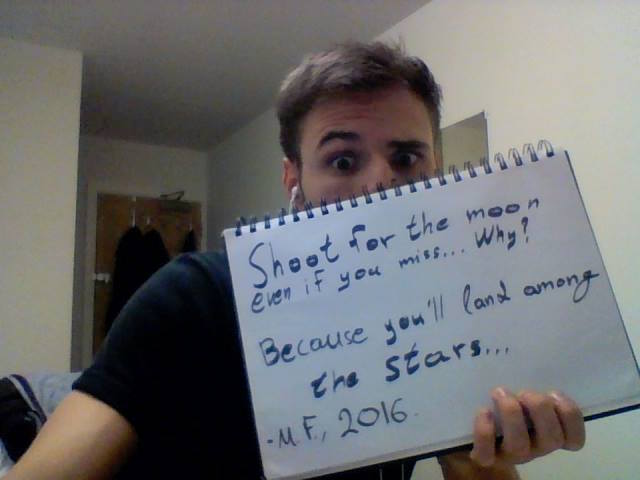 Shoot for the moon
even if you miss... Why?
Because you'll land among
the stars...
-M.F., 2016.